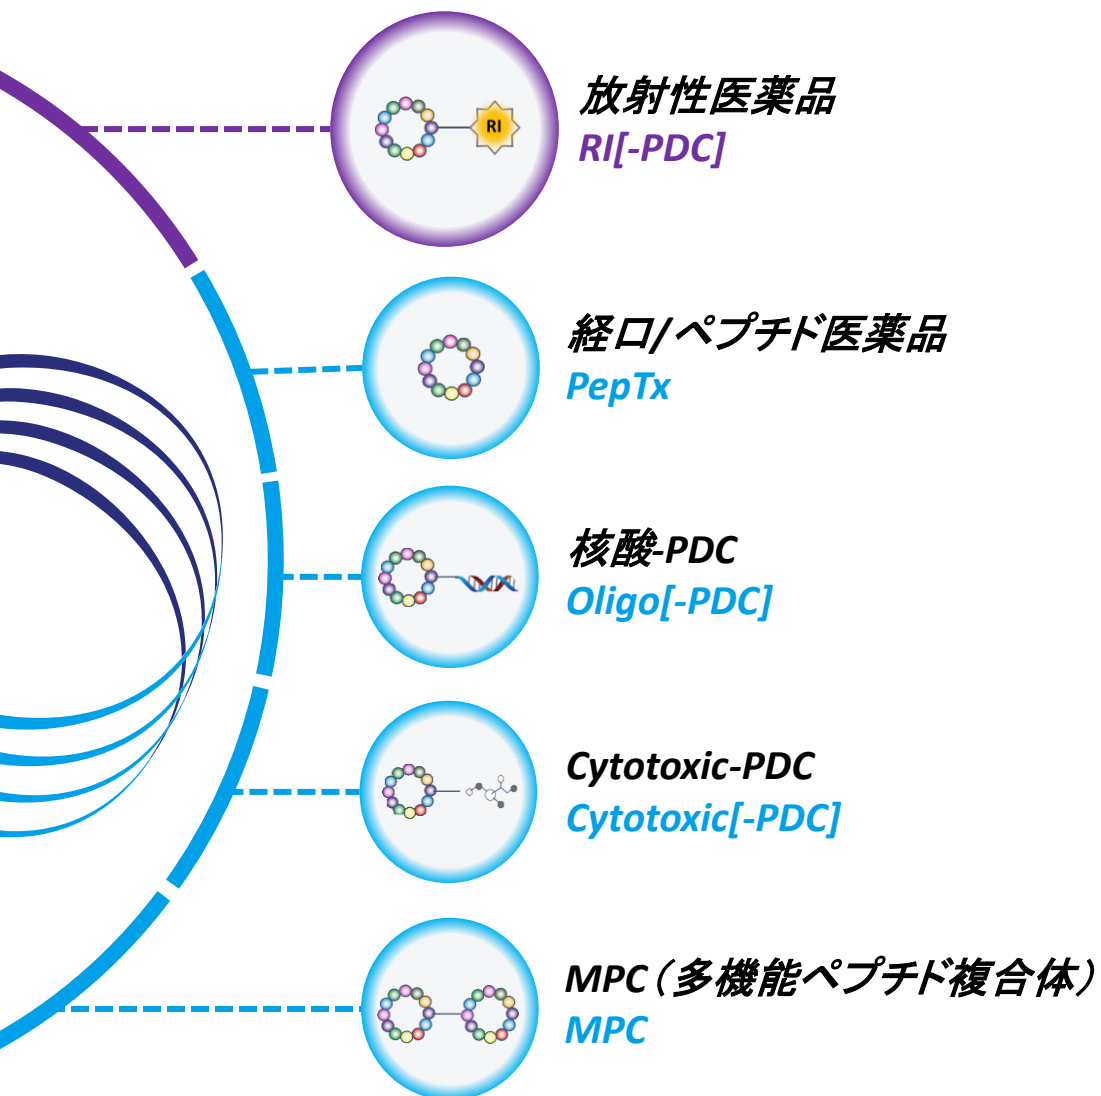 RI
放射性医薬品
RI[-PDC]
経口/ペプチド医薬品
PepTx
核酸-PDC
Oligo[-PDC]
Cytotoxic-PDC
Cytotoxic[-PDC]
MPC（多機能ペプチド複合体）
MPC